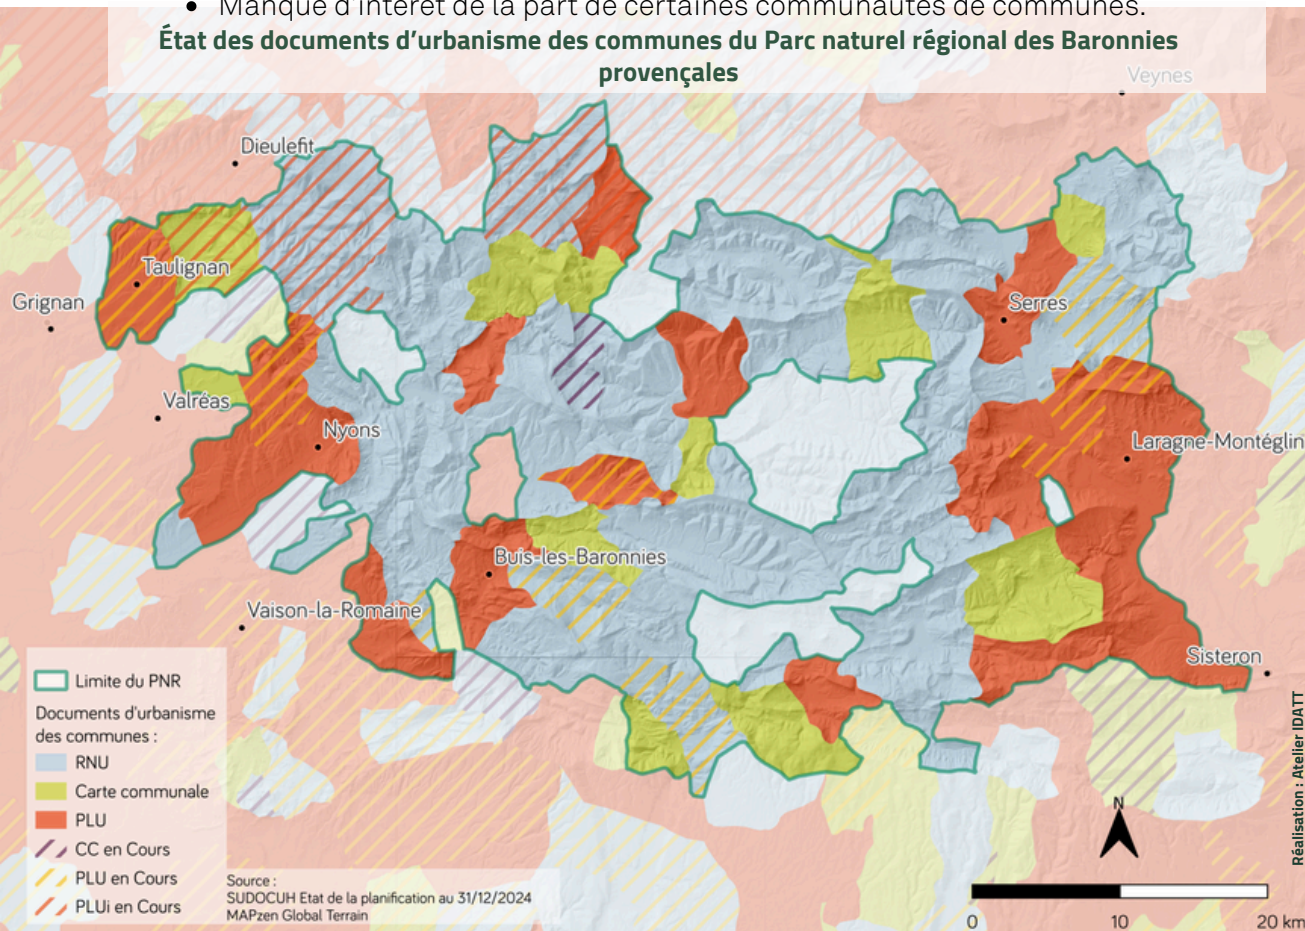 • Manque d'intérêt de la part de certaines communautés de communes.
État des documents d'urbanisme des communes du Parc naturel régional des Baronnies
provençales
Veynes
Dieulefit
Taulignan
Grignan
Serres
Valréas
Nyons
Laragne-Montéglin
Buis-les-Baronnies
Vaison-la-Romaine
Sisteron
Limite du PNR
Documents d'urbanisme
des communes :
RNU
Carte communale
PLU
CC en Cours
PLU en Cours
PLUi en Cours
Source :
SUDOCUH Etat de la planification au 31/12/2024
MAPzen Global Terrain
N
0 10 20 km
Réalisation : Atelier IDATT